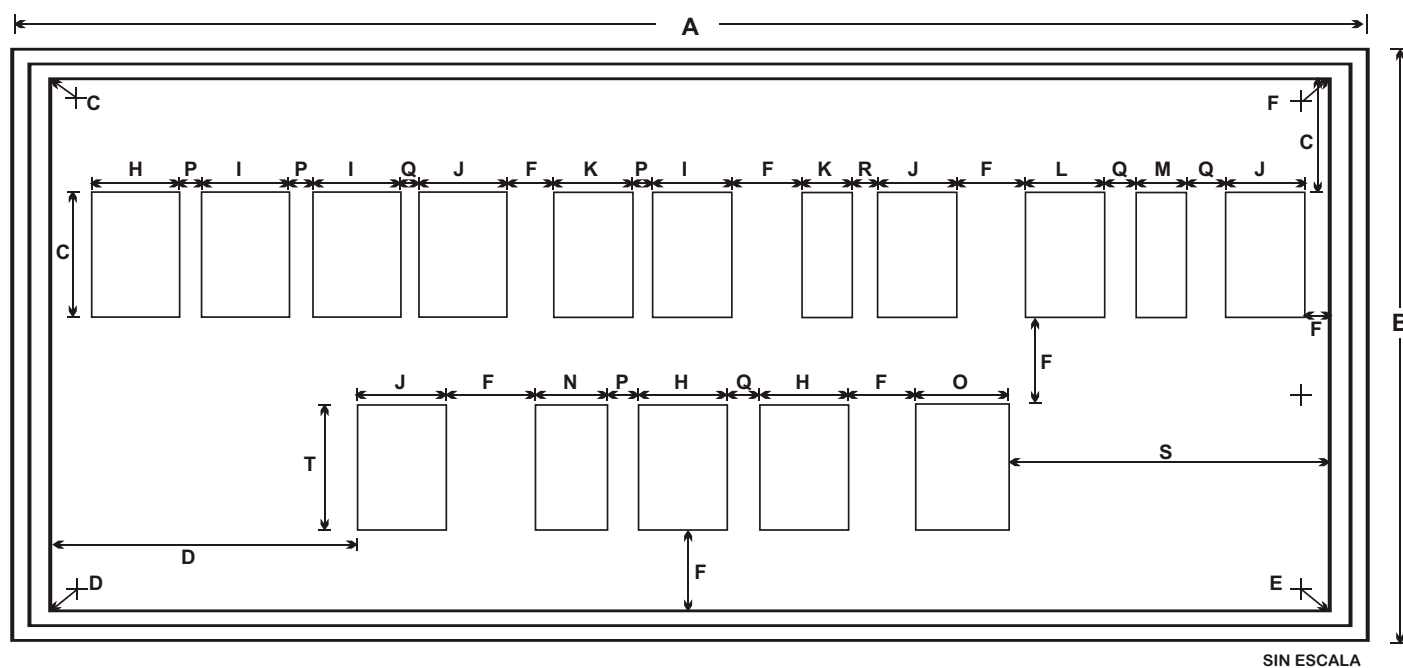 A
C F
C
H P I P I Q J F K P I F K R J F L Q M Q J
C
B
F
F
J F N P H Q H F O
T
S
D
F
D E
SIN ESCALA